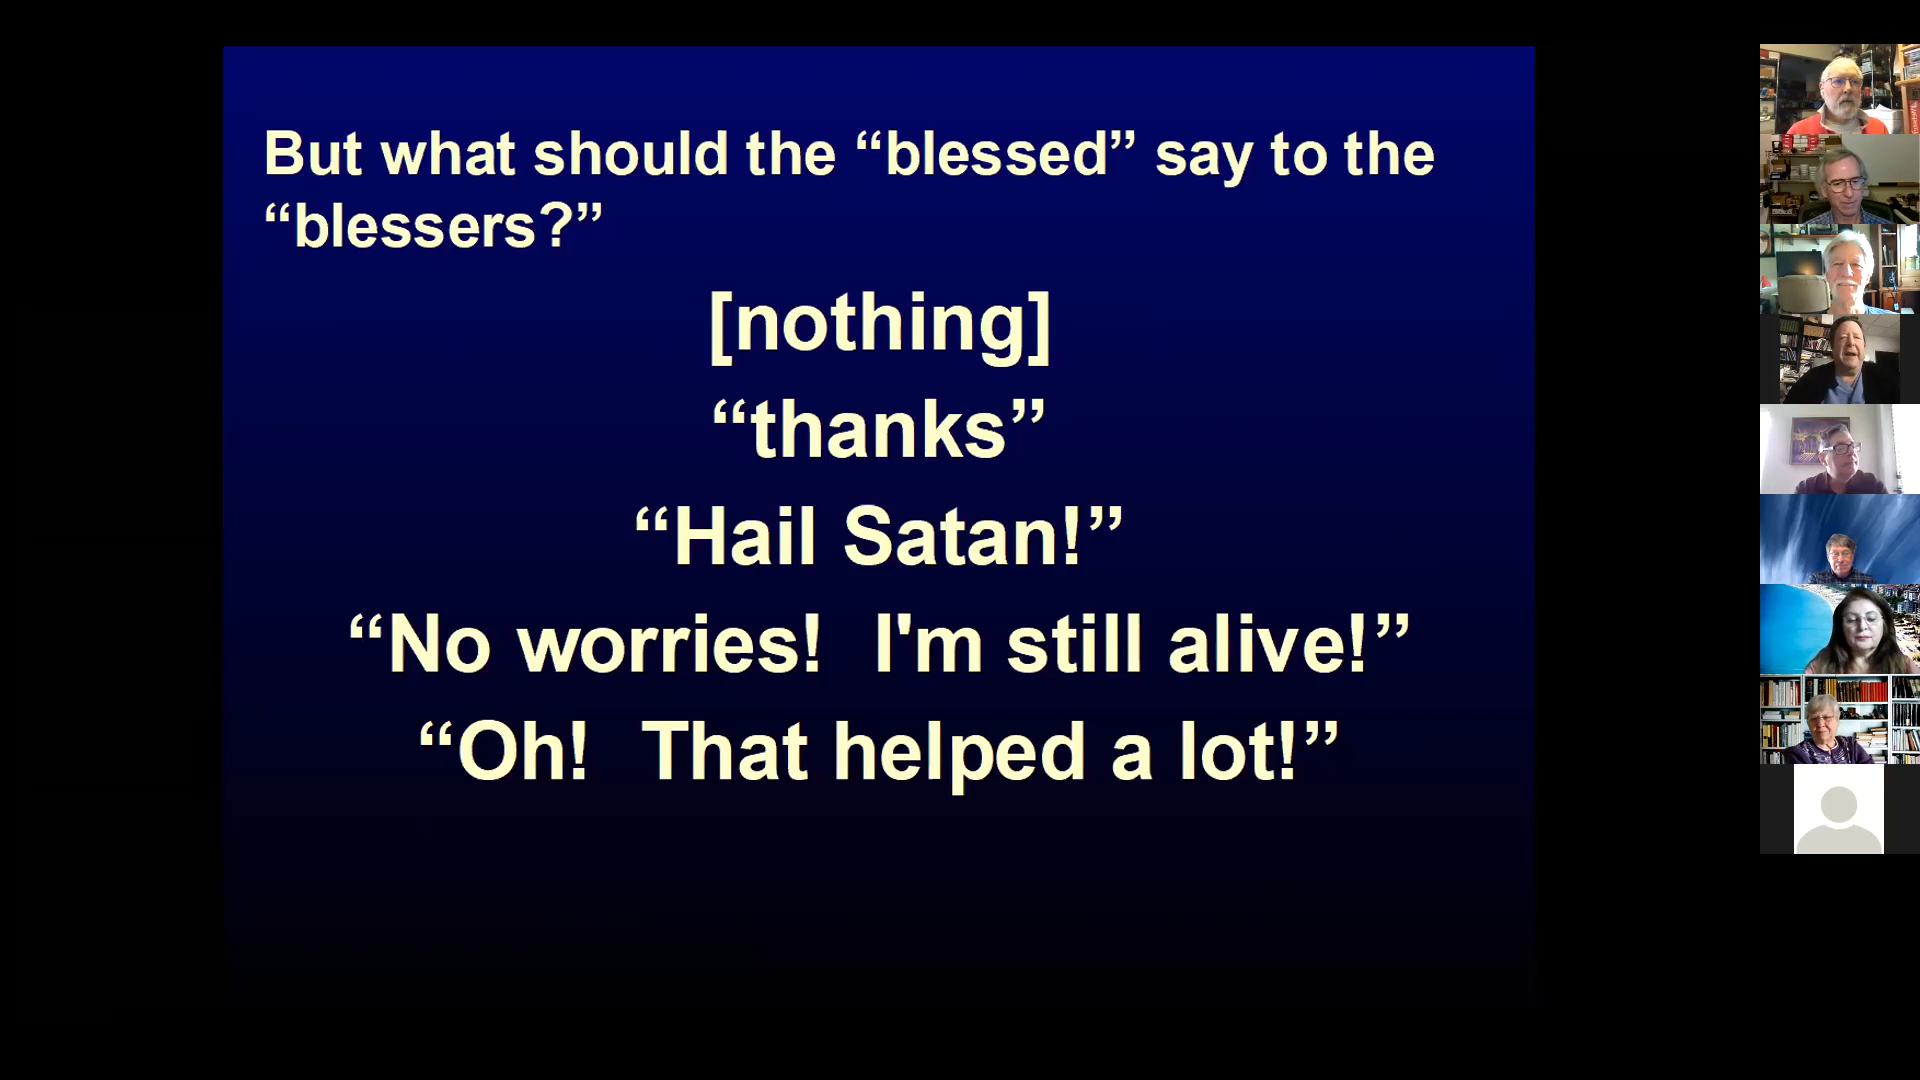 But what should the “blessed” say to the
“blessers?”
[nothing]
“thanks”
“Hail Satan!”
“No worries!  I'm still alive!”
“Oh!  That helped a lot!”